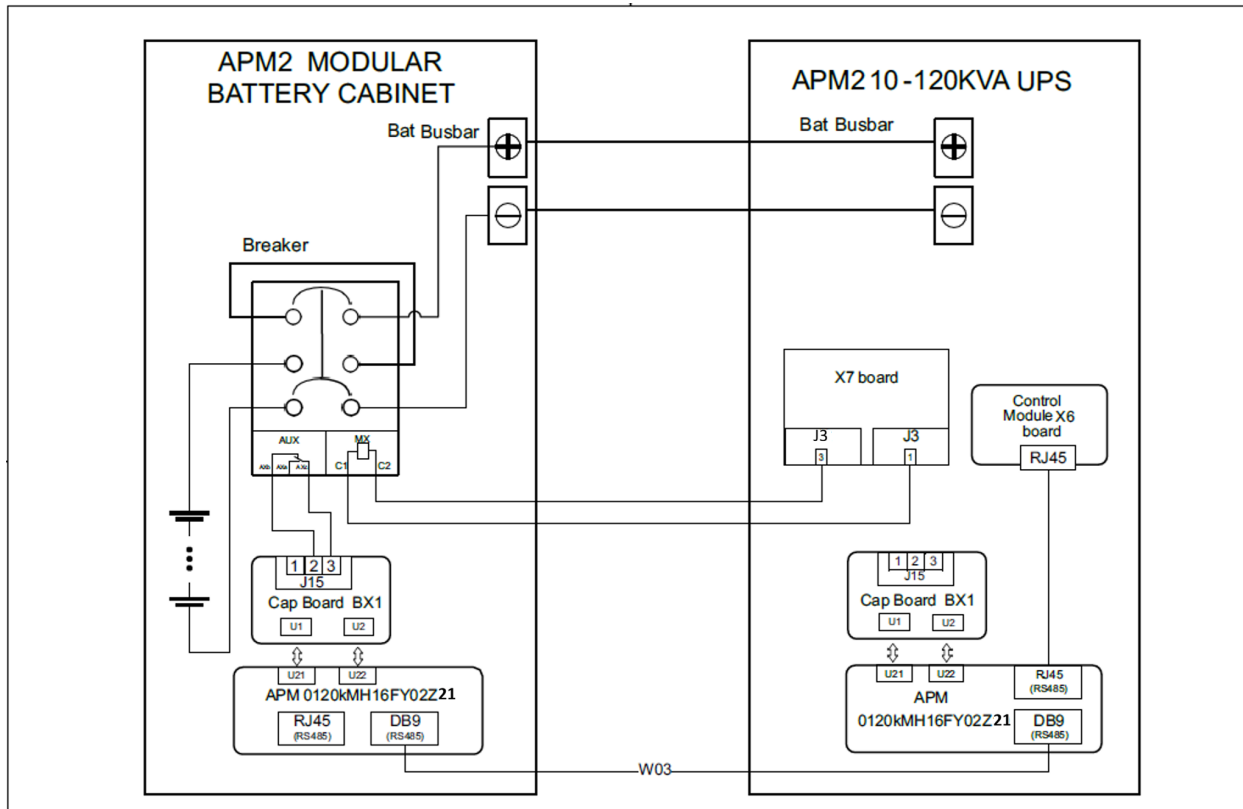 APM2 MODULAR
BATTERY CABINET
Bat Busbar
Breaker
AUX
MX
AXb AXa AXc
C1 C2
1 2 3
J15
Cap Board BX1
U1 U2
U21 U22
APM 0120kMH16FY02Z21
RJ45
(RS485)
DB9
(RS485)
W03
APM2 10-120KVA UPS
Bat Busbar
X7 board
J3
3
J3
1
Control
Module X6
board
RJ45
1 2 3
J15
Cap Board BX1
U1 U2
U21 U22
APM
0120kMH16FY02Z21
RJ45
(RS485)
DB9
(RS485)